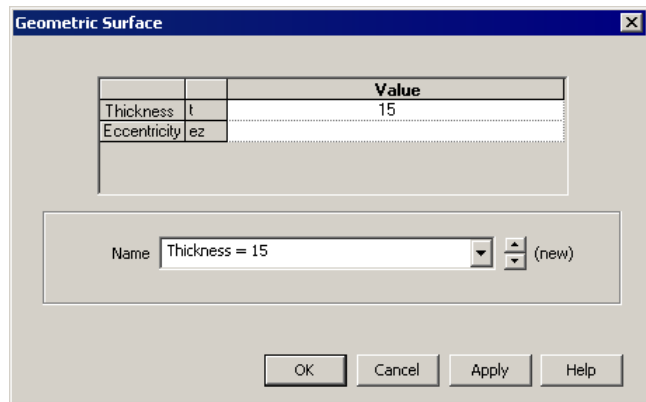 Geometric Surface
Value
Thickness t 15
Eccentricity ez
Name Thickness = 15 (new)
OK Cancel Apply Help